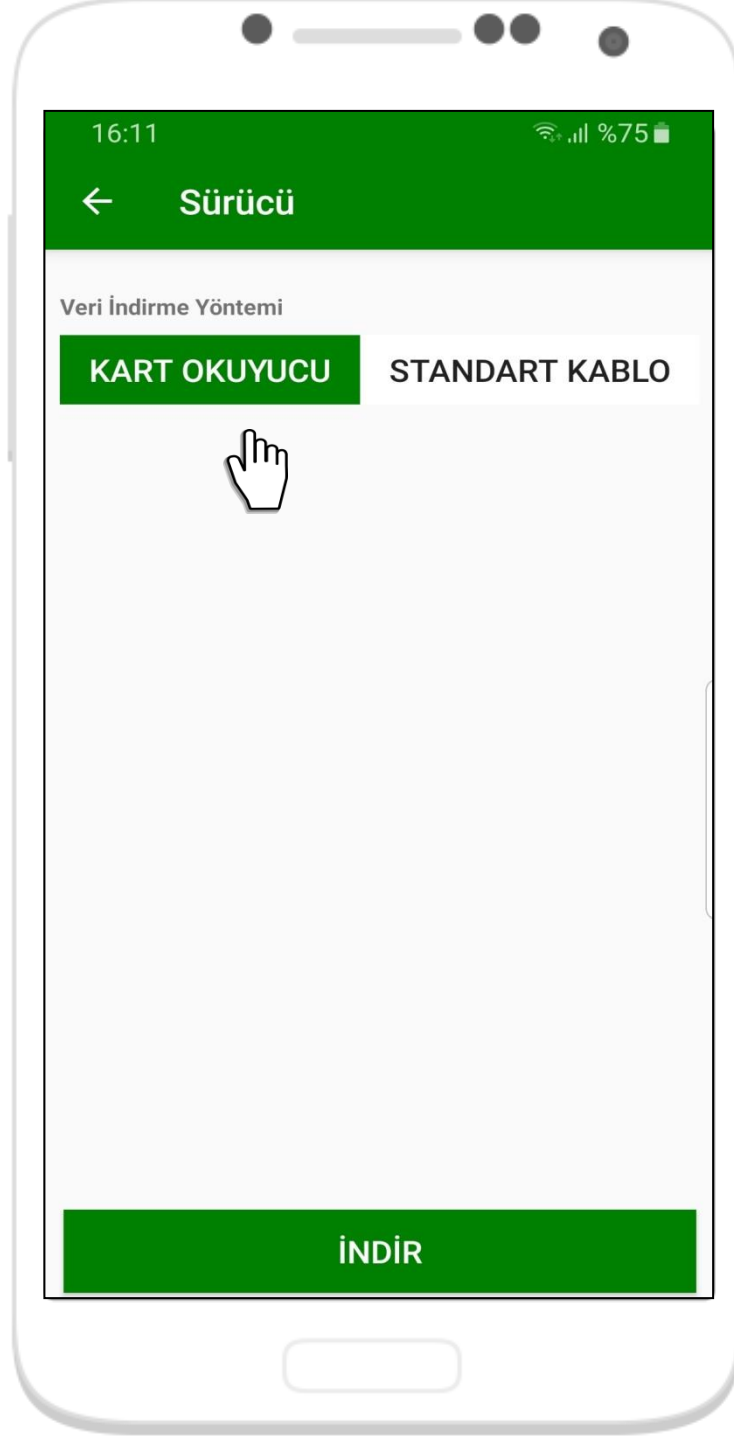 16:11 %75
Sürücü
Veri İndirme Yöntemi
KART OKUYUCU STANDART KABLO
İNDİR